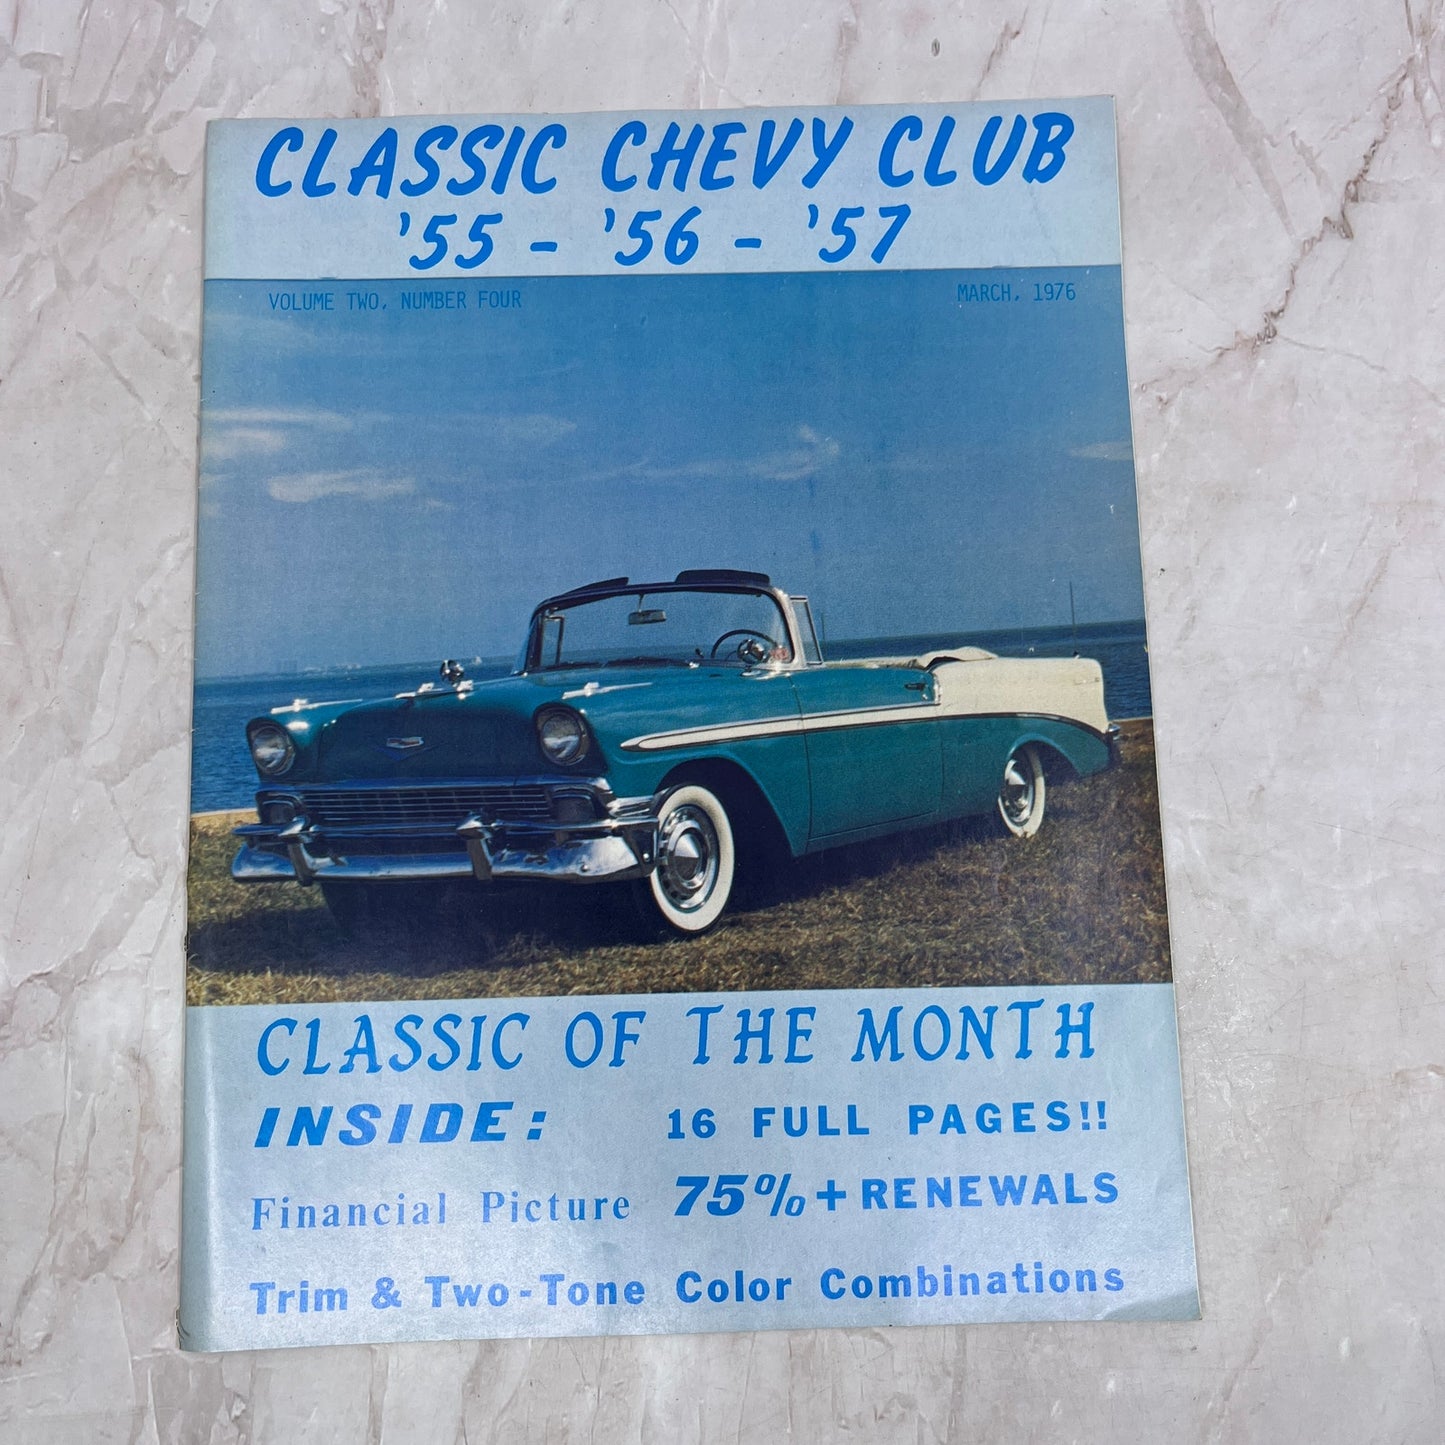 CLASSIC CHEVY CLUB
'55 - '56 - '57
VOLUME TWO, NUMBER FOUR
MARCH, 1976
CLASSIC OF THE MONTH
INSIDE: 16 FULL PAGES!!
Financial Picture 75%+RENEWALS
Trim & Two-Tone Color Combinations